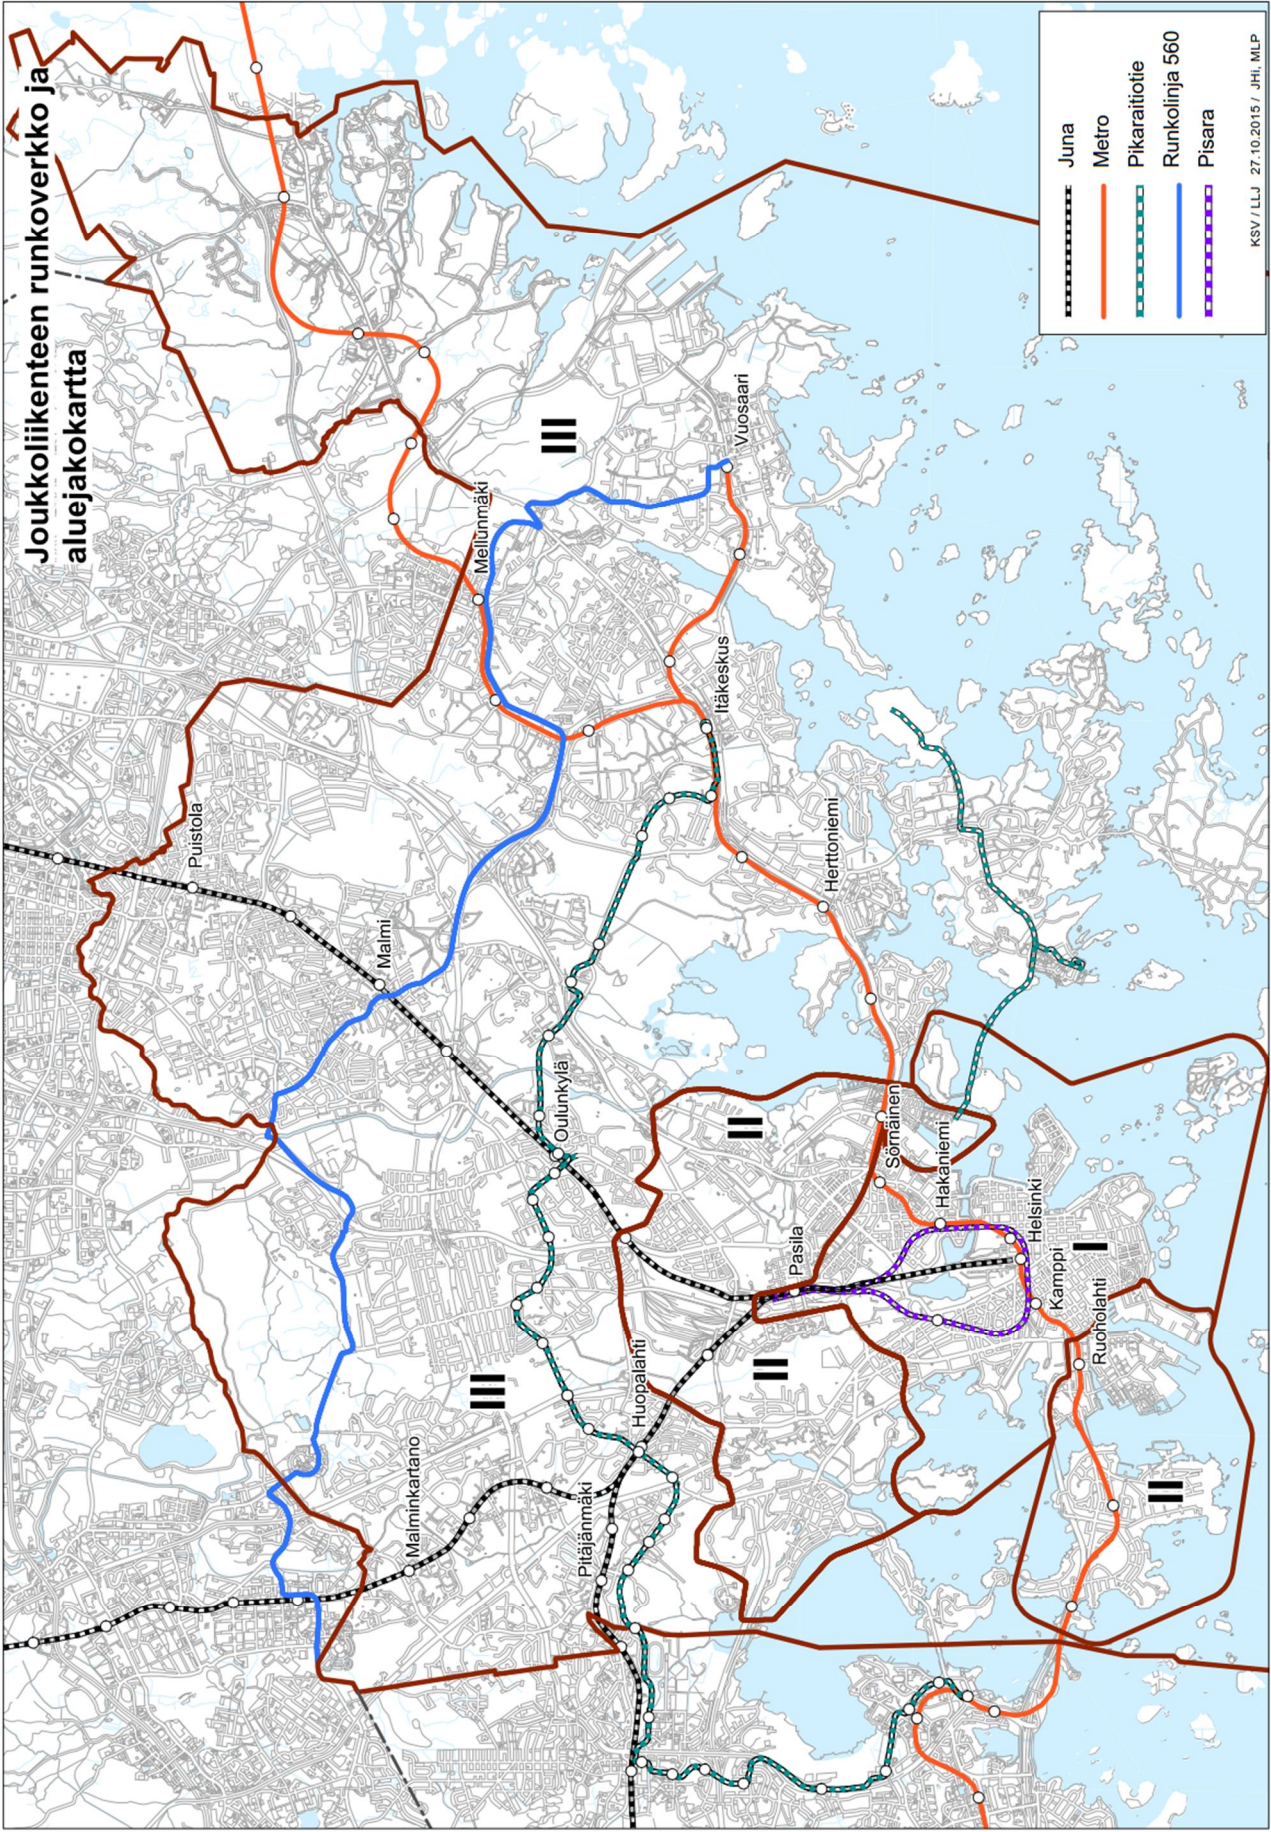 Joukkoliikenteen runkoverkko ja
aluejakokartta
Juna
Metro
Pikaraitiotie
Runkolinja 560
Pisara
KSV / LLJ 27.10.2015 / JHi, MLP
Puistola
Malmi
Mellunmäki
III
Vuosaari
Itäkeskus
Herttoniemi
Oulunkylä
II
Sörnäinen
Hakaniemi
Helsinki
Pasila
Kamppi
I
Ruoholahti
Huopalahti
II
III
Malminkartano
Pitäjänmäki
II